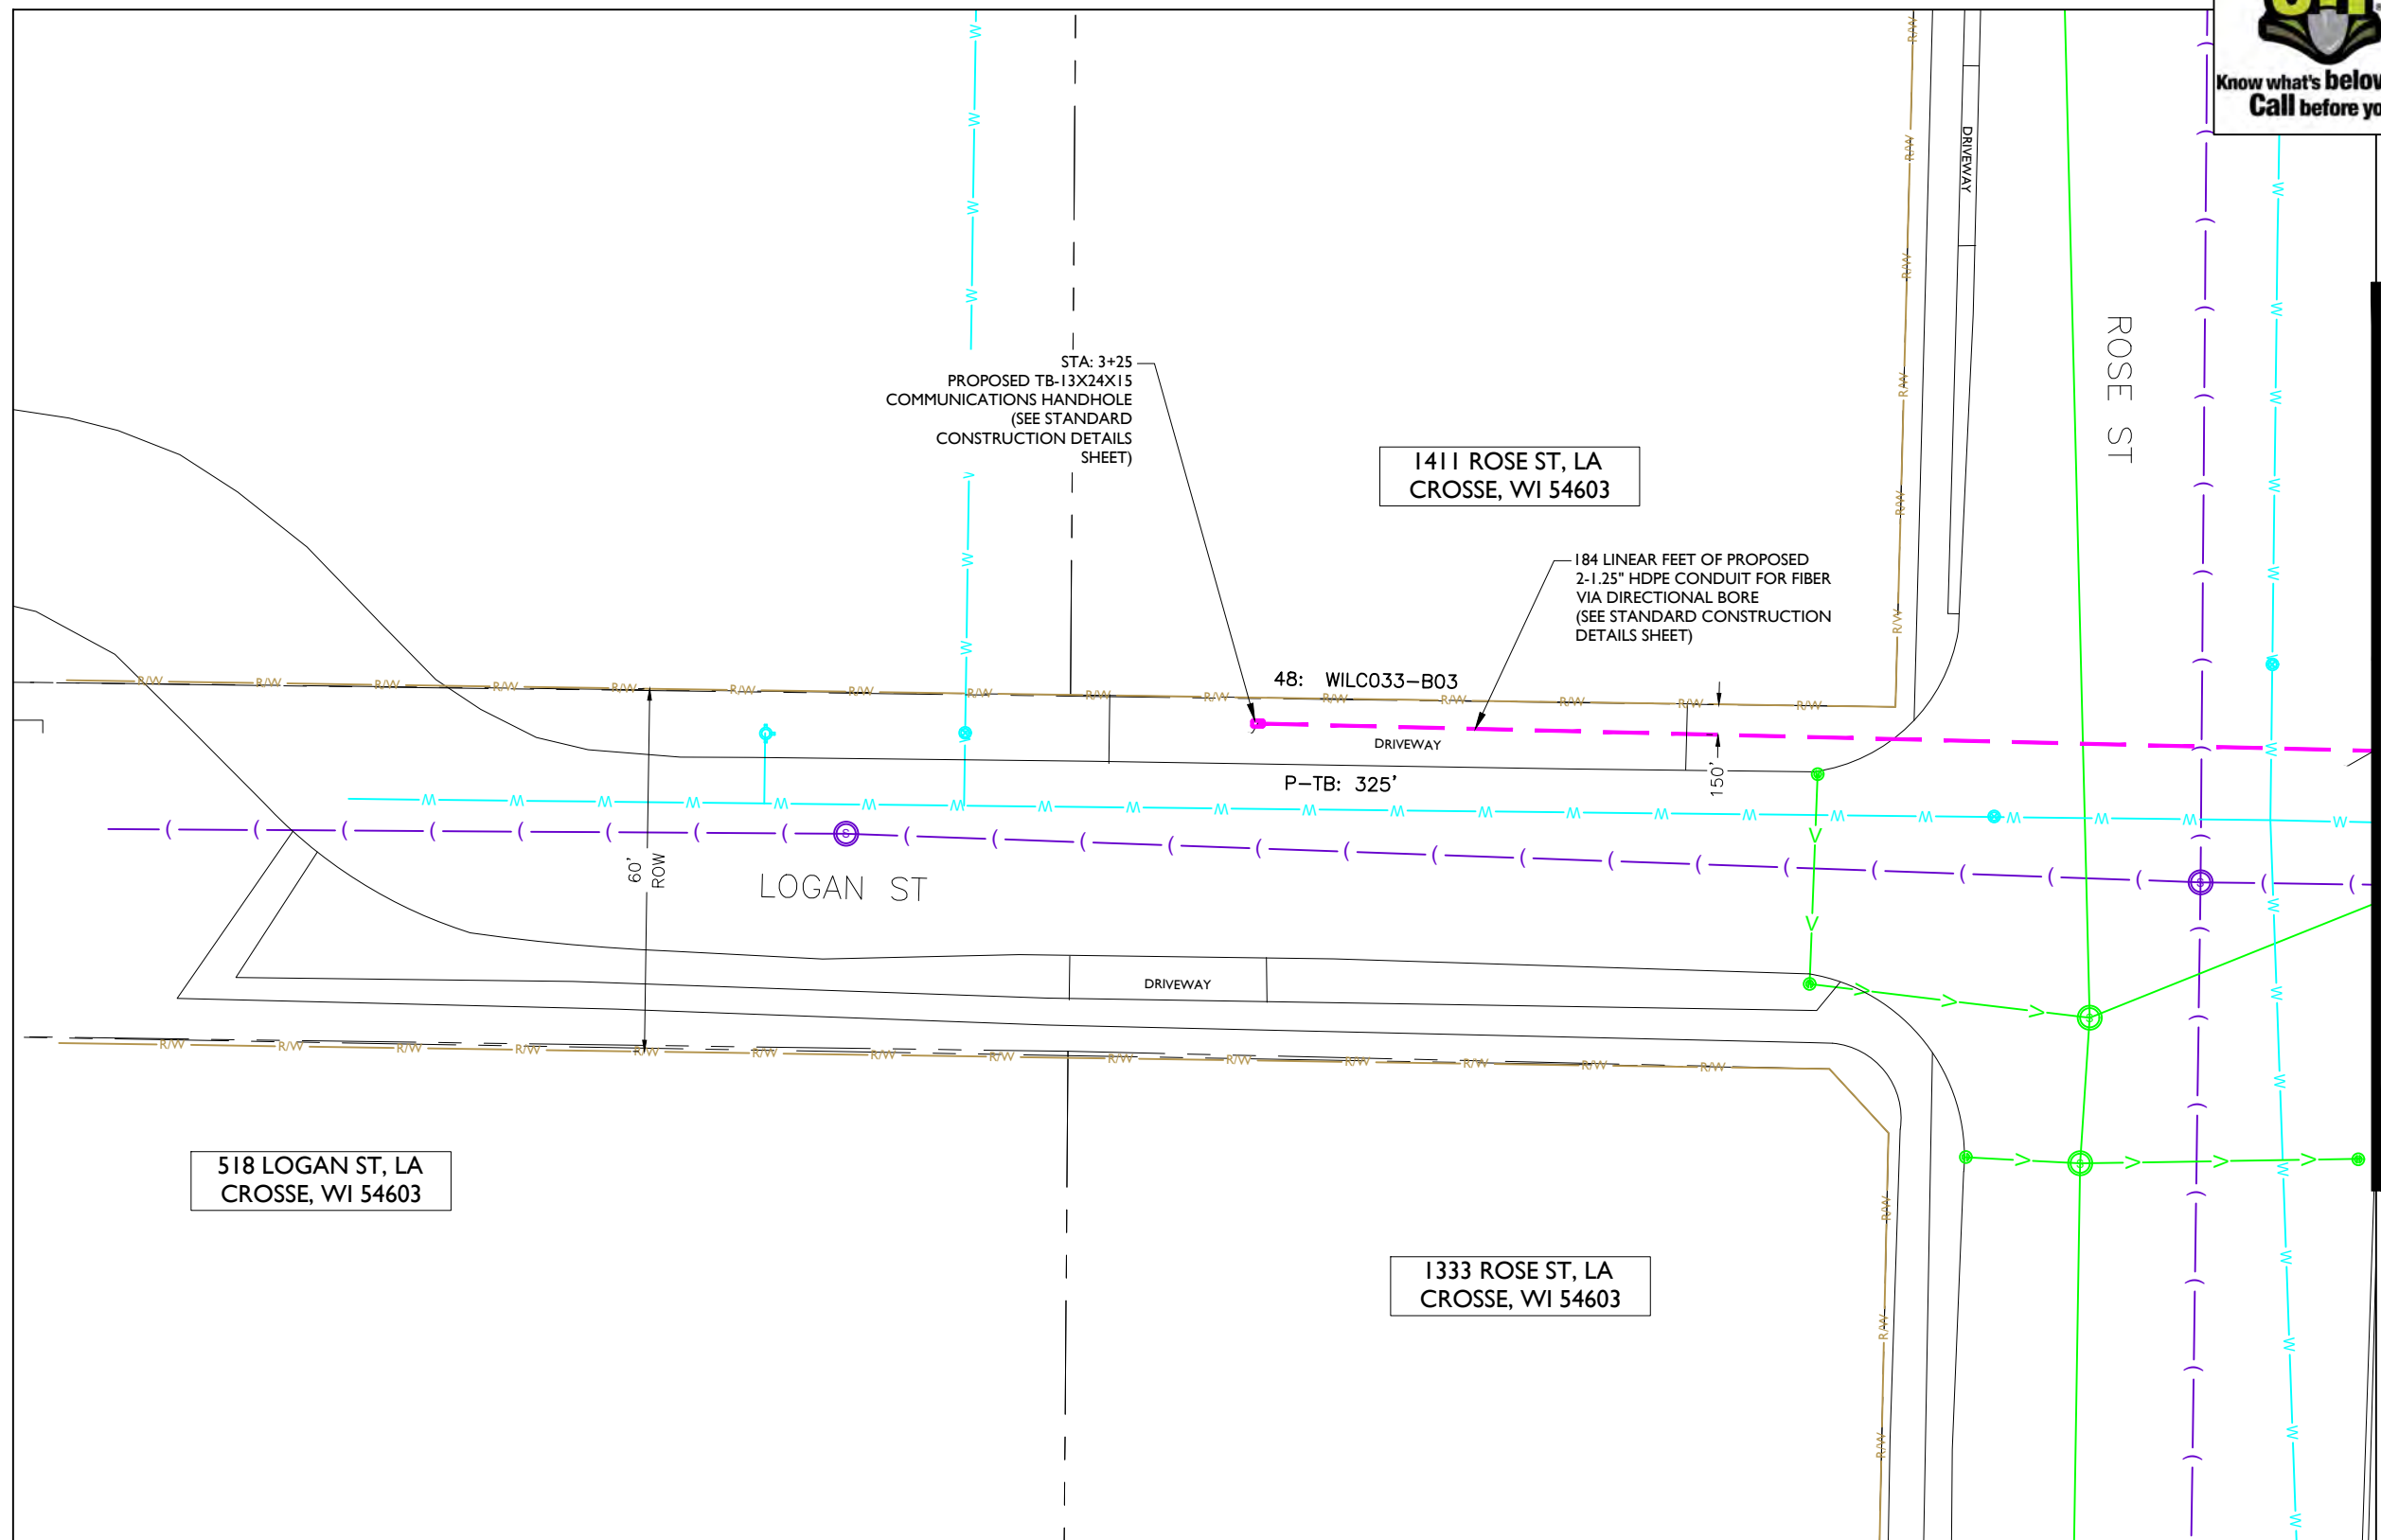 Know what's below
Call before yo
DRIVEWAY
ROSE ST
STA: 3+25
PROPOSED TB-13X24X15
COMMUNICATIONS HANDHOLE
(SEE STANDARD
CONSTRUCTION DETAILS
SHEET)
1411 ROSE ST, LA
CROSSE, WI 54603
184 LINEAR FEET OF PROPOSED
2-1.25" HDPE CONDUIT FOR FIBER
VIA DIRECTIONAL BORE
(SEE STANDARD CONSTRUCTION
DETAILS SHEET)
48: WILC033-B03
DRIVEWAY
P-TB: 325'
150'
60'
ROW
LOGAN ST
DRIVEWAY
518 LOGAN ST, LA
CROSSE, WI 54603
1333 ROSE ST, LA
CROSSE, WI 54603